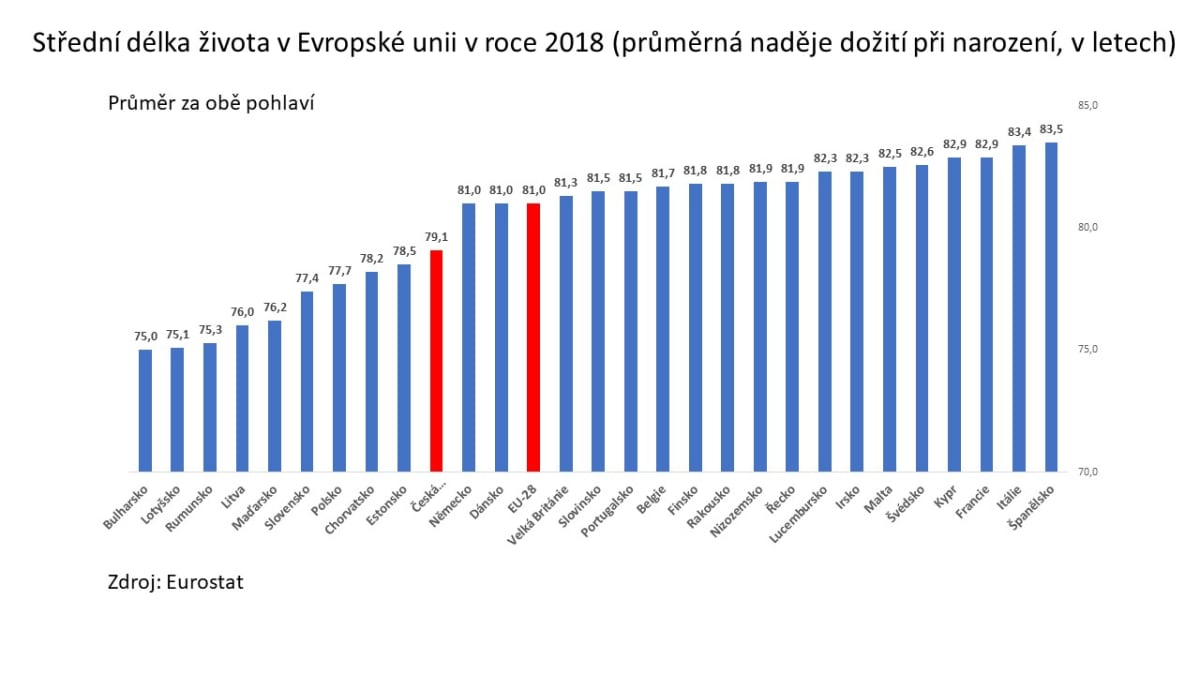 Střední délka života v Evropské unii v roce 2018 (průměrná naděje dožití při narození, v letech)
Průměr za obě pohlaví
85,0
80,0
75,0
70,0
75,0
75,1
75,3
76,0
76,2
77,4
77,7
78,2
78,5
79,1
81,0
81,0
81,0
81,3
81,5
81,5
81,7
81,8
81,8
81,9
81,9
82,3
82,3
82,5
82,6
82,9
82,9
83,4
83,5
Bulharsko
Lotyšsko
Rumunsko
Litva
Maďarsko
Slovensko
Polsko
Chorvatsko
Estonsko
Česká…
Německo
Dánsko
EU-28
Velká Británie
Slovinsko
Portugalsko
Belgie
Finsko
Rakousko
Nizozemsko
Řecko
Lucembursko
Irsko
Malta
Švédsko
Kypr
Francie
Itálie
Španělsko
Zdroj: Eurostat